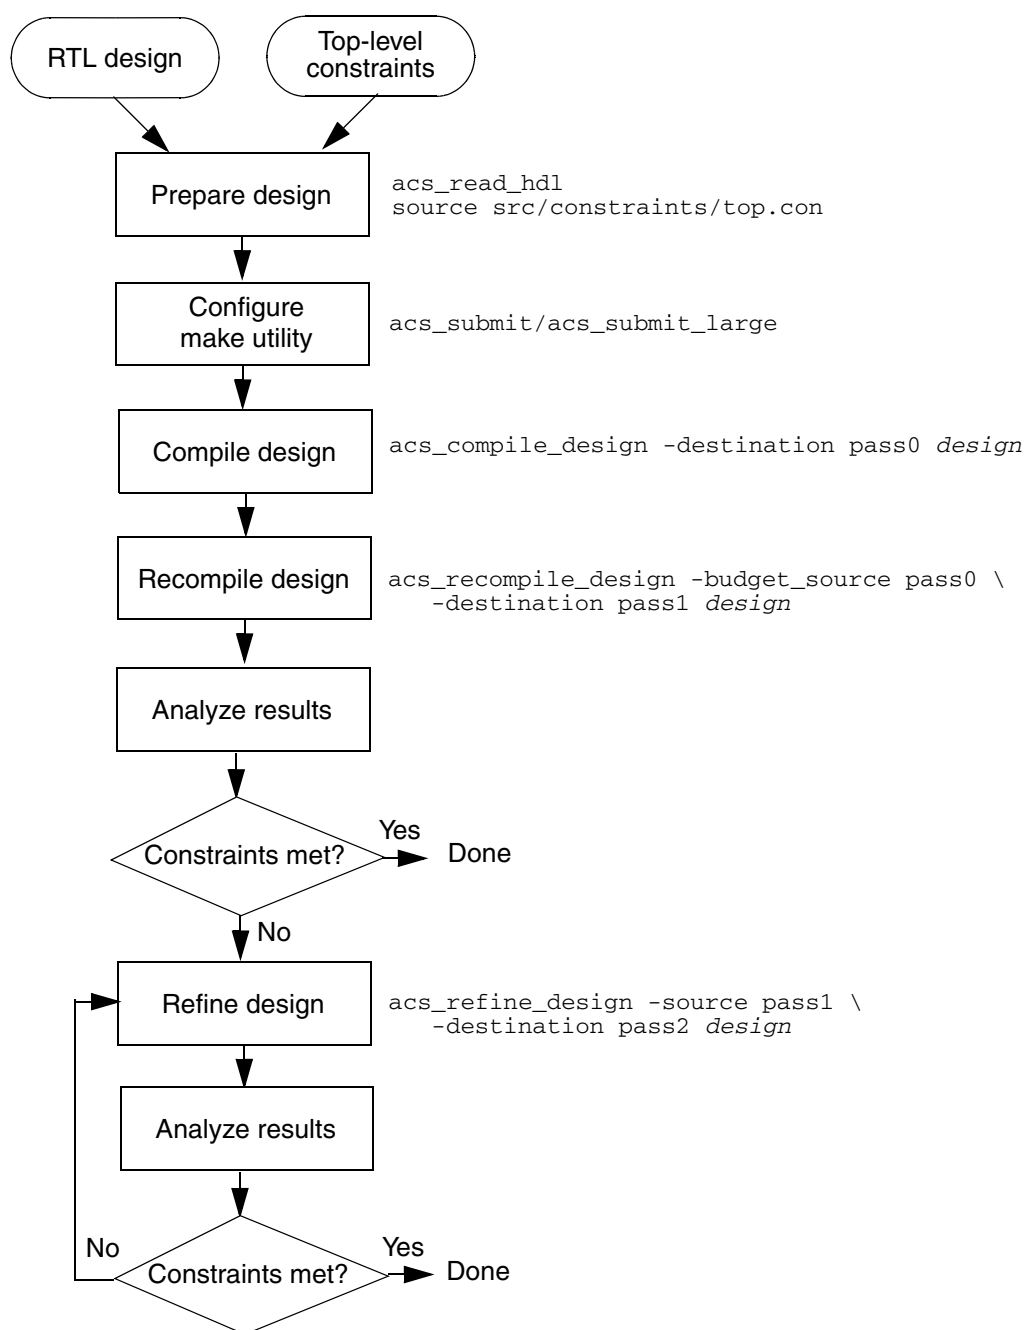 RTL design
Top-level
constraints
Prepare design
acs_read_hdl
source src/constraints/top.con
Configure
make utility
acs_submit/acs_submit_large
Compile design
acs_compile_design -destination pass0 design
Recompile design
acs_recompile_design -budget_source pass0 \
-destination pass1 design
Analyze results
Constraints met?
Yes
Done
No
Refine design
acs_refine_design -source pass1 \
-destination pass2 design
Analyze results
No
Constraints met?
Yes
Done